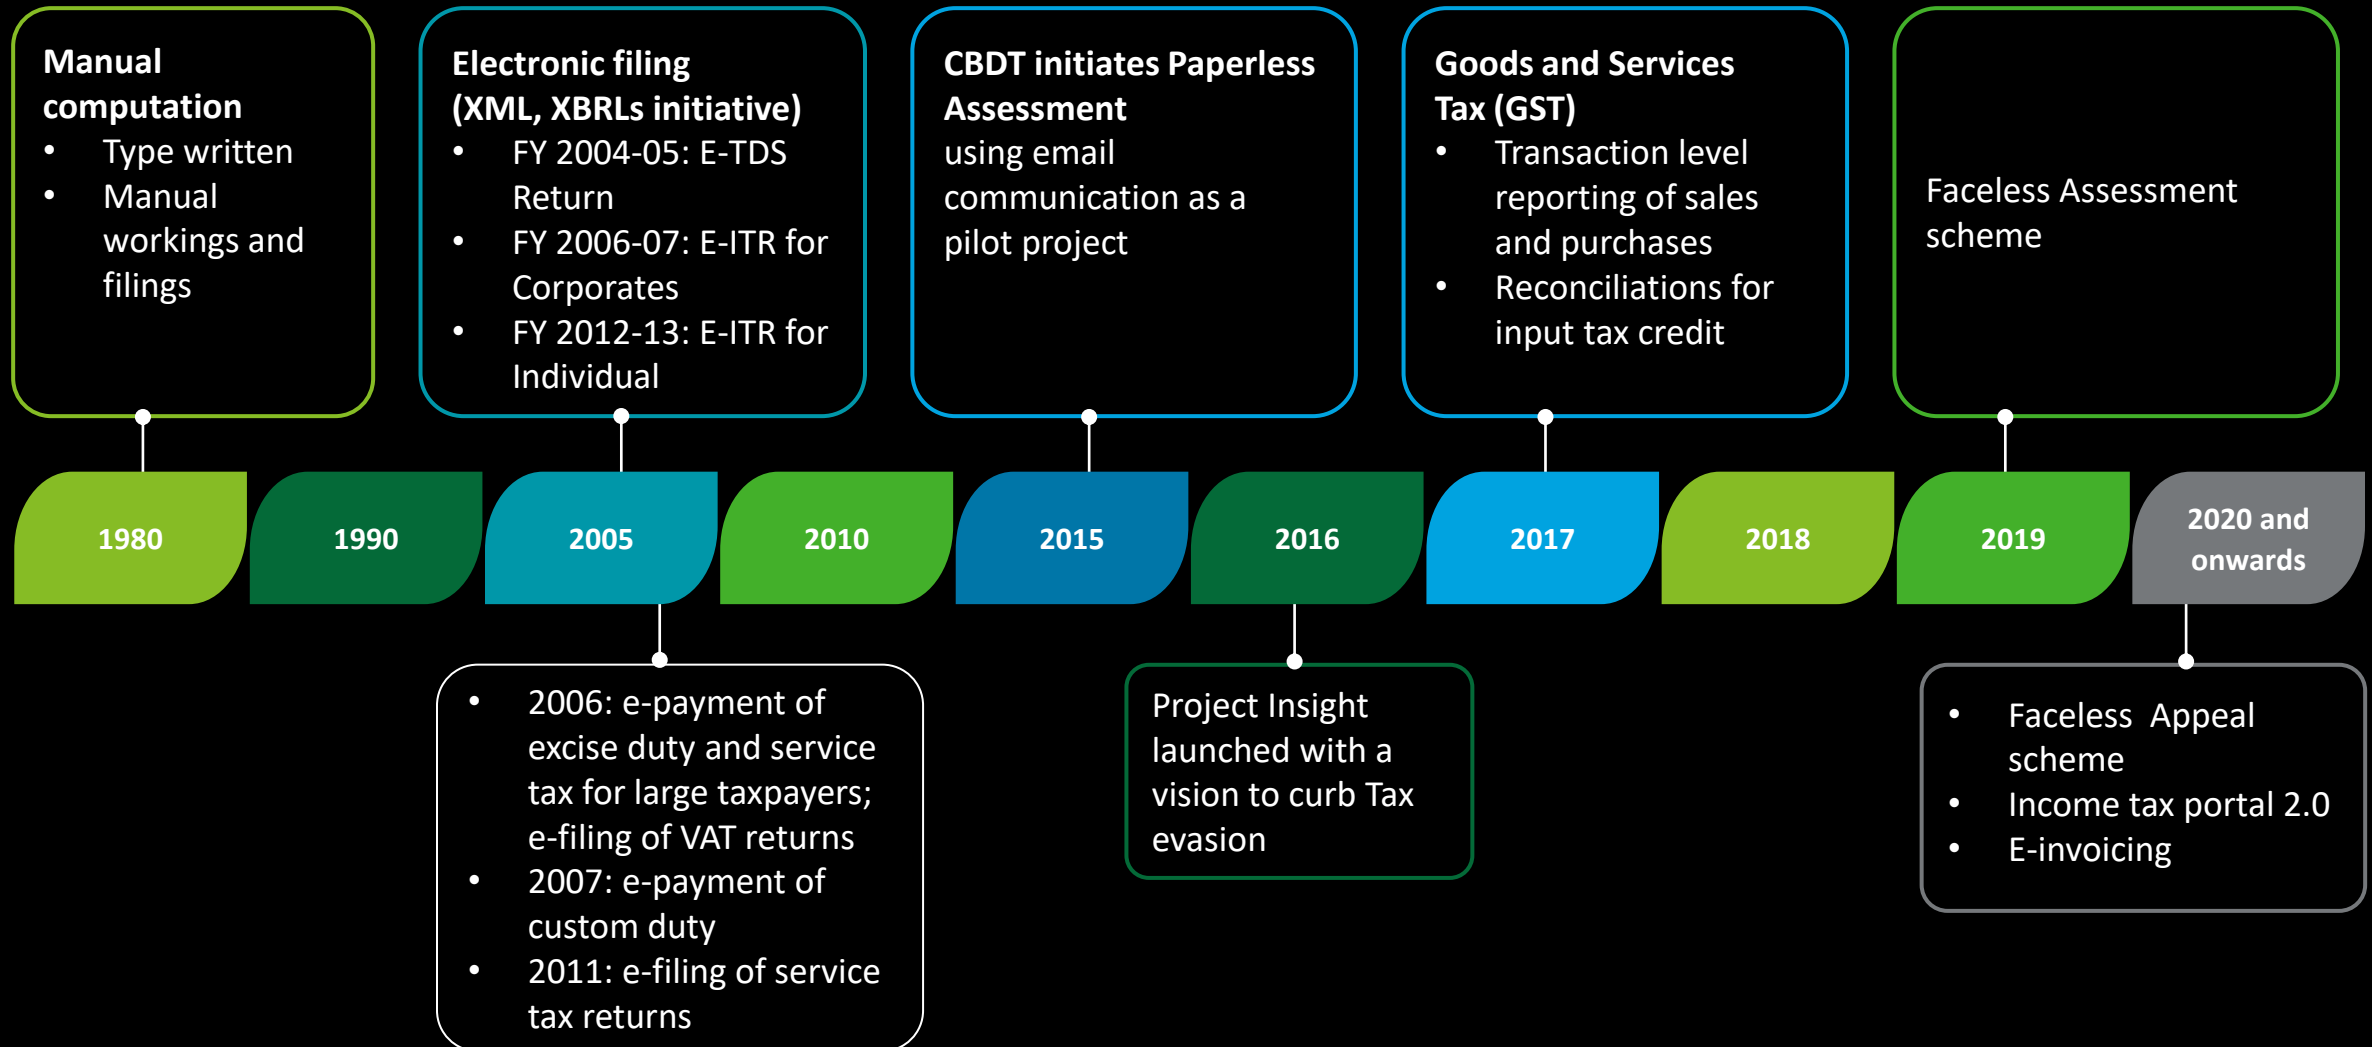 Manual
computation
• Type written
• Manual
workings and
filings
Electronic filing
(XML, XBRLs initiative)
• FY 2004-05: E-TDS
Return
• FY 2006-07: E-ITR for
Corporates
• FY 2012-13: E-ITR for
Individual
CBDT initiates Paperless
Assessment
using email
communication as a
pilot project
Goods and Services
Tax (GST)
• Transaction level
reporting of sales
and purchases
• Reconciliations for
input tax credit
Faceless Assessment
scheme
1980
1990
2005
2010
2015
2016
2017
2018
2019
2020 and
onwards
• 2006: e-payment of
excise duty and service
tax for large taxpayers;
e-filing of VAT returns
• 2007: e-payment of
custom duty
• 2011: e-filing of service
tax returns
Project Insight
launched with a
vision to curb Tax
evasion
• Faceless  Appeal
scheme
• Income tax portal 2.0
• E-invoicing